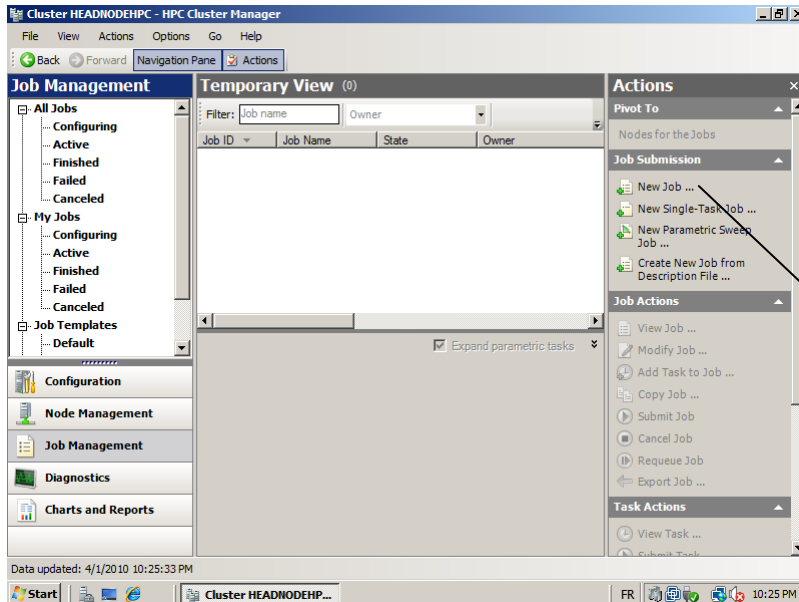 Cluster HEADNODEHPC - HPC Cluster Manager
File View Actions Options Go Help
Back Forward Navigation Pane Actions
Job Management
All Jobs
Configuring
Active
Finished
Failed
Canceled
My Jobs
Configuring
Active
Finished
Failed
Canceled
Job Templates
Default
Configuration
Node Management
Job Management
Diagnostics
Charts and Reports
Temporary View (0)
Filter: Job name Owner
Job ID Job Name State Owner
Expand parametric tasks
Actions
Pivot To
Nodes for the Jobs
Job Submission
New Job ...
New Single-Task Job ...
New Parametric Sweep
Job ...
Create New Job from
Description File ...
Job Actions
View Job ...
Modify Job ...
Add Task to Job ...
Copy Job ...
Submit Job
Cancel Job
Requeue Job
Export Job ...
Task Actions
View Task ...
Submit Task
Data updated: 4/1/2010 10:25:33 PM
Start Cluster HEADNODEHP... FR 10:25 PM